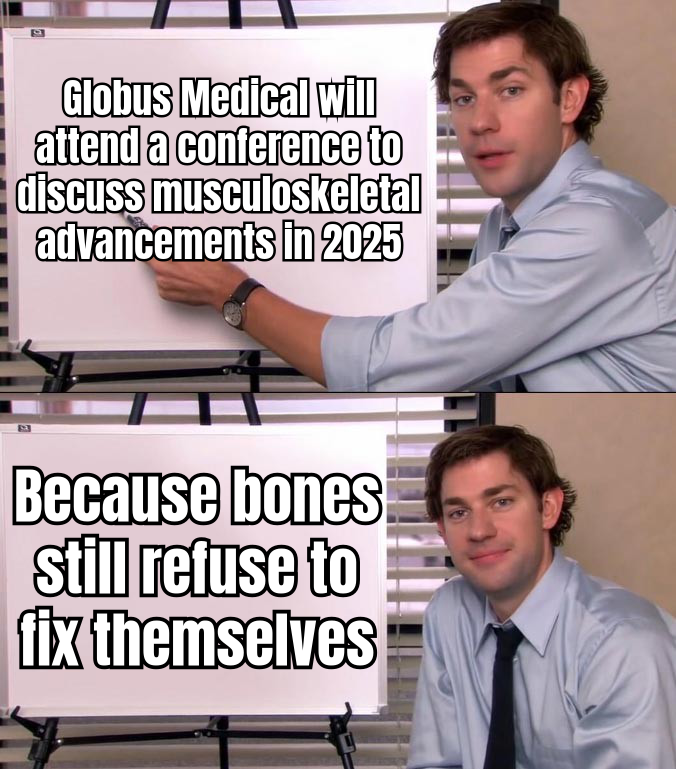 Globus Medical will
attend a conference to
discuss musculoskeletal
advancements in 2025
Because bones
still refuse to
fix themselves